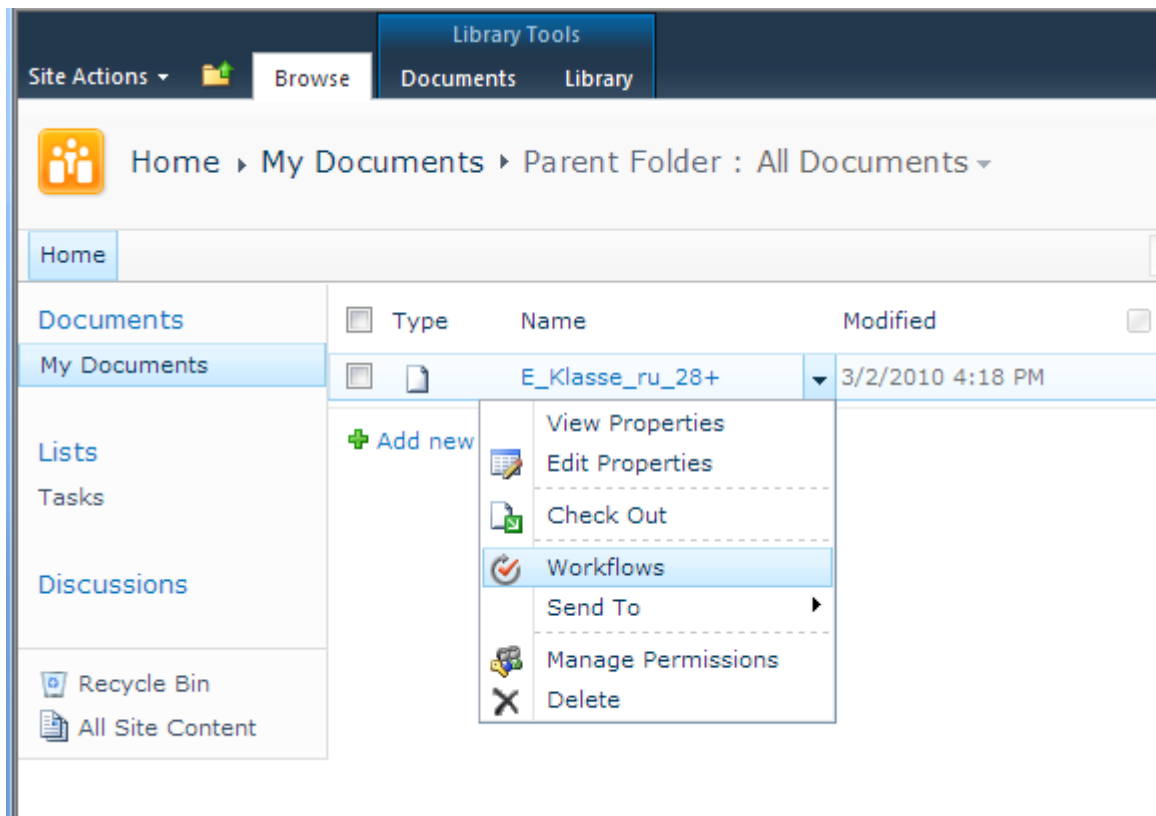 Library Tools
Site Actions Browse Documents Library
Home My Documents Parent Folder : All Documents
Home
Documents
My Documents
Lists
Tasks
Discussions
Recycle Bin
All Site Content
Type Name Modified
E_Klasse_ru_28+ 3/2/2010 4:18 PM
Add new
View Properties
Edit Properties
Check Out
Workflows
Send To
Manage Permissions
Delete